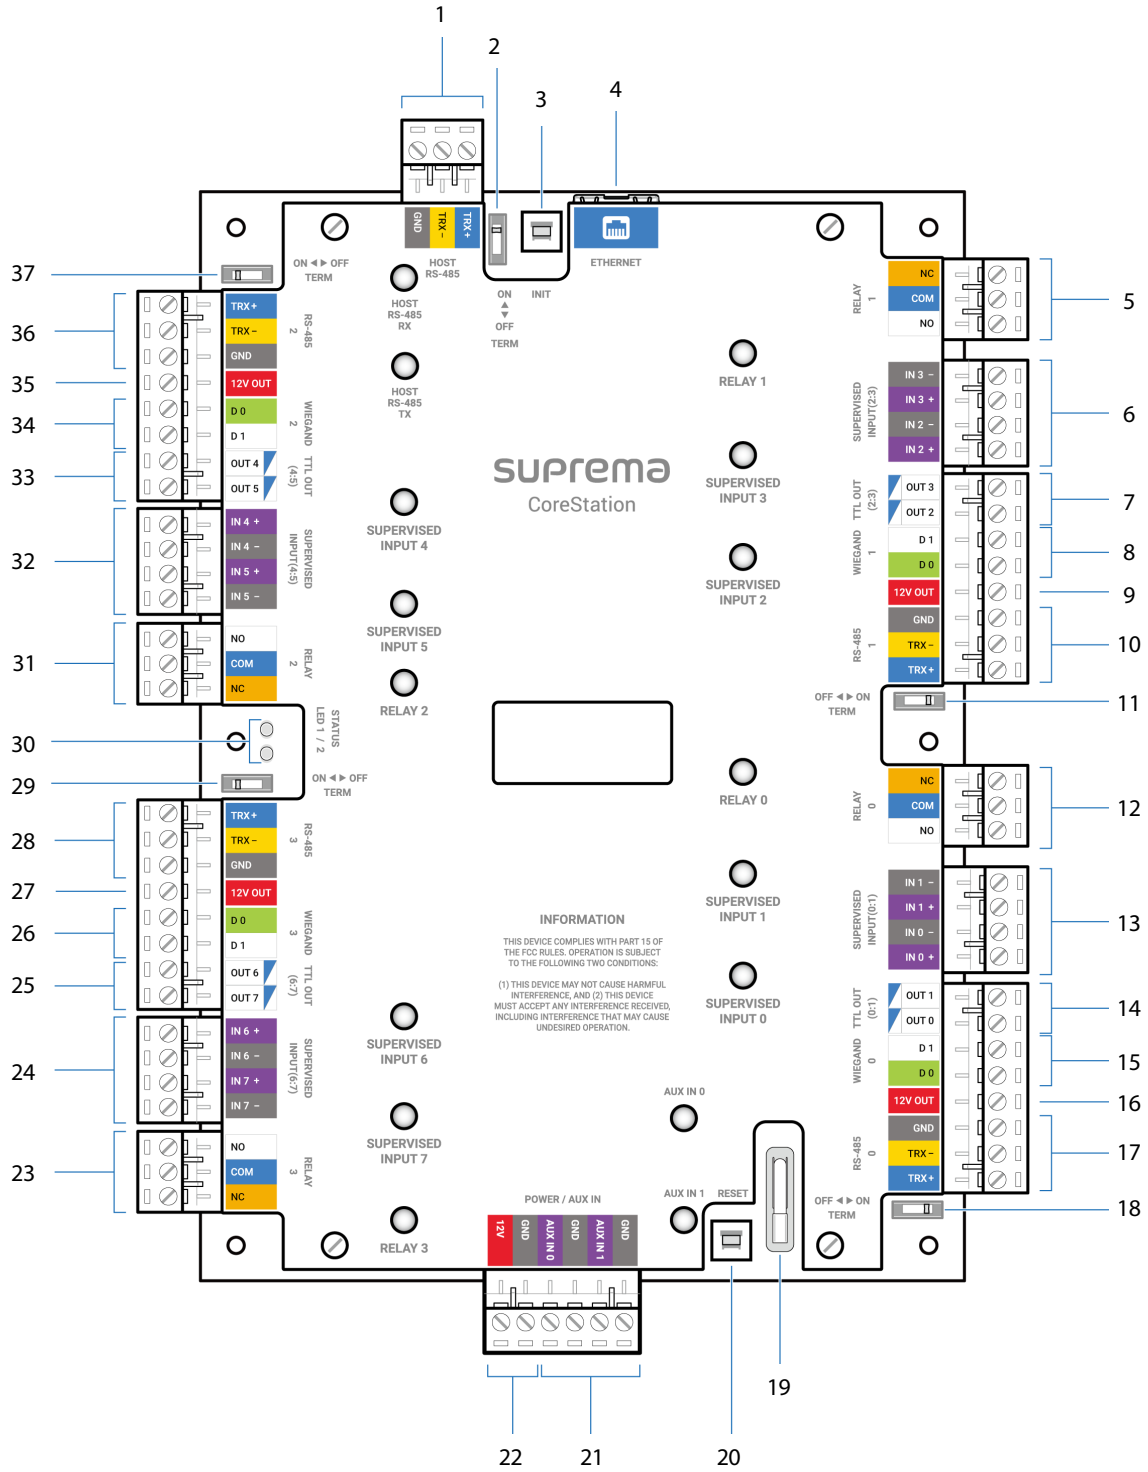 1
2
3
4
GND
TRX −
TRX +
HOST
RS-485
ON
OFF
TERM
INIT
ETHERNET
37
ON ◄ ► OFF
TERM
HOST
RS-485
RX
HOST
RS-485
TX
36
TRX +
TRX −
GND
RS-485
2
35
12V OUT
34
D 0
D 1
WIEGAND
2
33
OUT 4
OUT 5
TTL OUT
(4:5)
32
IN 4 +
IN 4 −
IN 5 +
IN 5 −
SUPERVISED
INPUT(4:5)
31
NO
COM
NC
RELAY
2
30
STATUS
LED 1 / 2
29
ON ◄ ► OFF
TERM
28
TRX +
TRX −
GND
RS-485
3
27
12V OUT
26
D 0
D 1
WIEGAND
3
25
OUT 6
OUT 7
TTL OUT
(6:7)
24
IN 6 +
IN 6 −
IN 7 +
IN 7 −
SUPERVISED
INPUT(6:7)
23
NO
COM
NC
RELAY
3
SUPERVISED
INPUT 4
SUPERVISED
INPUT 5
RELAY 2
SUPERVISED
INPUT 6
SUPERVISED
INPUT 7
RELAY 3
suprema
CoreStation
INFORMATION
THIS DEVICE COMPLIES WITH PART 15 OF
THE FCC RULES. OPERATION IS SUBJECT
TO THE FOLLOWING TWO CONDITIONS:
(1) THIS DEVICE MAY NOT CAUSE HARMFUL
INTERFERENCE, AND (2) THIS DEVICE
MUST ACCEPT ANY INTERFERENCE RECEIVED,
INCLUDING INTERFERENCE THAT MAY CAUSE
UNDESIRED OPERATION.
RELAY 1
SUPERVISED
INPUT 3
SUPERVISED
INPUT 2
RELAY 0
SUPERVISED
INPUT 1
SUPERVISED
INPUT 0
AUX IN 0
AUX IN 1
RESET
POWER / AUX IN
12V
GND
AUX IN 0
GND
AUX IN 1
GND
RELAY
1
NC
COM
NO
5
SUPERVISED
INPUT(2:3)
IN 3 −
IN 3 +
IN 2 −
IN 2 +
6
TTL OUT
(2:3)
OUT 3
OUT 2
7
WIEGAND
1
D 1
D 0
8
12V OUT
9
RS-485
1
GND
TRX −
TRX +
10
OFF ◄ ► ON
TERM
11
RELAY
0
NC
COM
NO
12
SUPERVISED
INPUT(0:1)
IN 1 −
IN 1 +
IN 0 −
IN 0 +
13
TTL OUT
(0:1)
OUT 1
OUT 0
14
WIEGAND
0
D 1
D 0
15
12V OUT
16
RS-485
0
GND
TRX −
TRX +
17
OFF ◄ ► ON
TERM
18
19
22
21
20